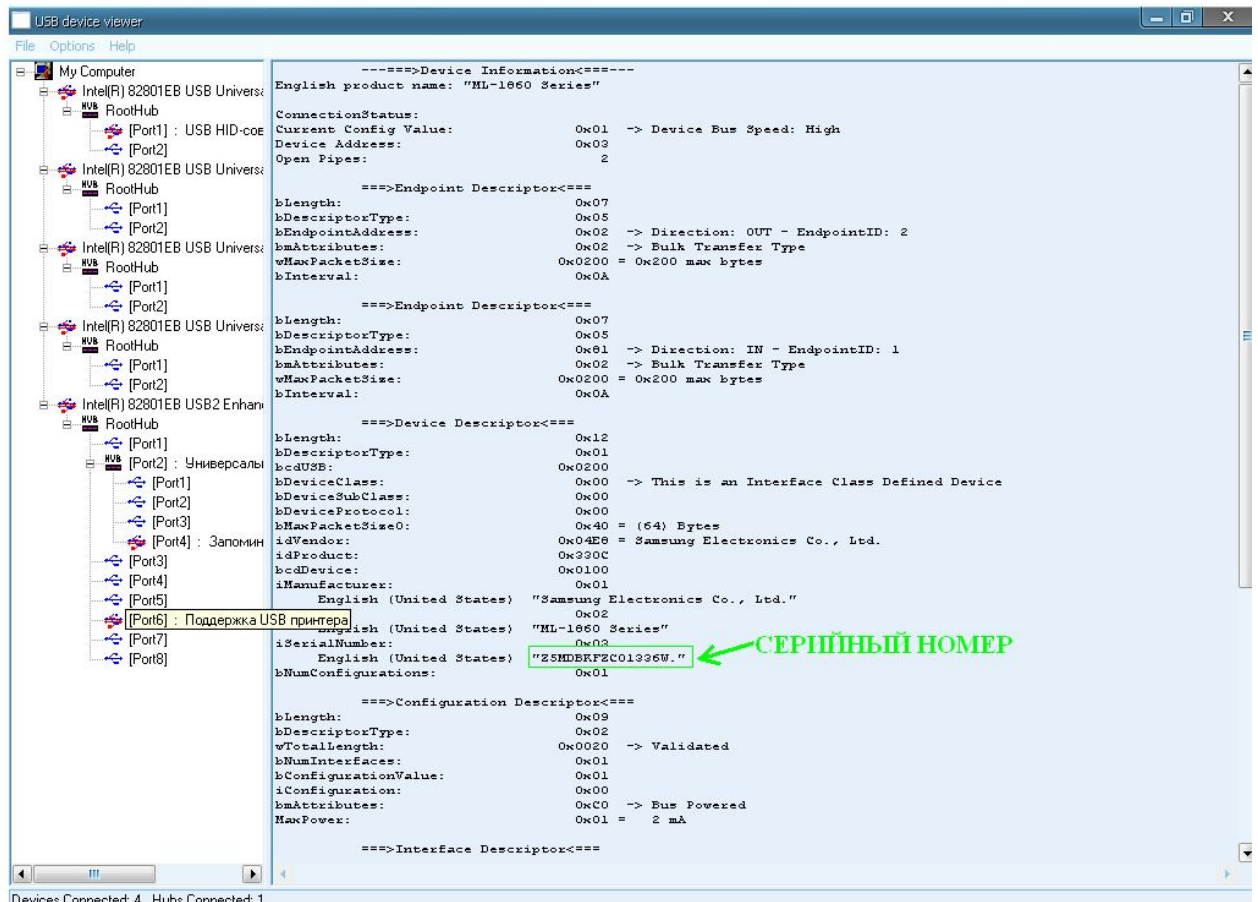 USB device viewer
File Options Help
My Computer
Intel(R) 82801EB USB Universa
RootHub
[Port1] : USB HID-сов
[Port2]
Intel(R) 82801EB USB Universa
RootHub
[Port1]
[Port2]
Intel(R) 82801EB USB Universa
RootHub
[Port1]
[Port2]
Intel(R) 82801EB USB Universa
RootHub
[Port1]
[Port2]
Intel(R) 82801EB USB2 Enhan
RootHub
[Port1]
[Port2] : Универсаль
[Port1]
[Port2]
[Port3]
[Port4] : Запомин
[Port3]
[Port4]
[Port5]
[Port6] : Поддержка USB принтера
[Port7]
[Port8]
---===>Device Information<===---
English product name: "ML-1860 Series"
ConnectionStatus:
Current Config Value: 0x01 -> Device Bus Speed: High
Device Address: 0x03
Open Pipes: 2
===>Endpoint Descriptor<===
bLength: 0x07
bDescriptorType: 0x05
bEndpointAddress: 0x02 -> Direction: OUT - EndpointID: 2
bmAttributes: 0x02 -> Bulk Transfer Type
wMaxPacketSize: 0x0200 = 0x200 max bytes
bInterval: 0x0A
===>Endpoint Descriptor<===
bLength: 0x07
bDescriptorType: 0x05
bEndpointAddress: 0x81 -> Direction: IN - EndpointID: 1
bmAttributes: 0x02 -> Bulk Transfer Type
wMaxPacketSize: 0x0200 = 0x200 max bytes
bInterval: 0x0A
===>Device Descriptor<===
bLength: 0x12
bDescriptorType: 0x01
bcdUSB: 0x0200
bDeviceClass: 0x00 -> This is an Interface Class Defined Device
bDeviceSubClass: 0x00
bDeviceProtocol: 0x00
bMaxPacketSize0: 0x40 = (64) Bytes
idVendor: 0x04E8 = Samsung Electronics Co., Ltd.
idProduct: 0x330C
bcdDevice: 0x0100
iManufacturer: 0x01
English (United States) "Samsung Electronics Co., Ltd."
0x02
English (United States) "ML-1860 Series"
iSerialNumber: 0x03
English (United States) "Z5MDBKFZC01336W."
СЕРИЙНЫЙ НОМЕР
bNumConfigurations: 0x01
===>Configuration Descriptor<===
bLength: 0x09
bDescriptorType: 0x02
wTotalLength: 0x0020 -> Validated
bNumInterfaces: 0x01
bConfigurationValue: 0x01
iConfiguration: 0x00
bmAttributes: 0xC0 -> Bus Powered
MaxPower: 0x01 = 2 mA
===>Interface Descriptor<===
Devices Connected: 4 Hubs Connected: 1